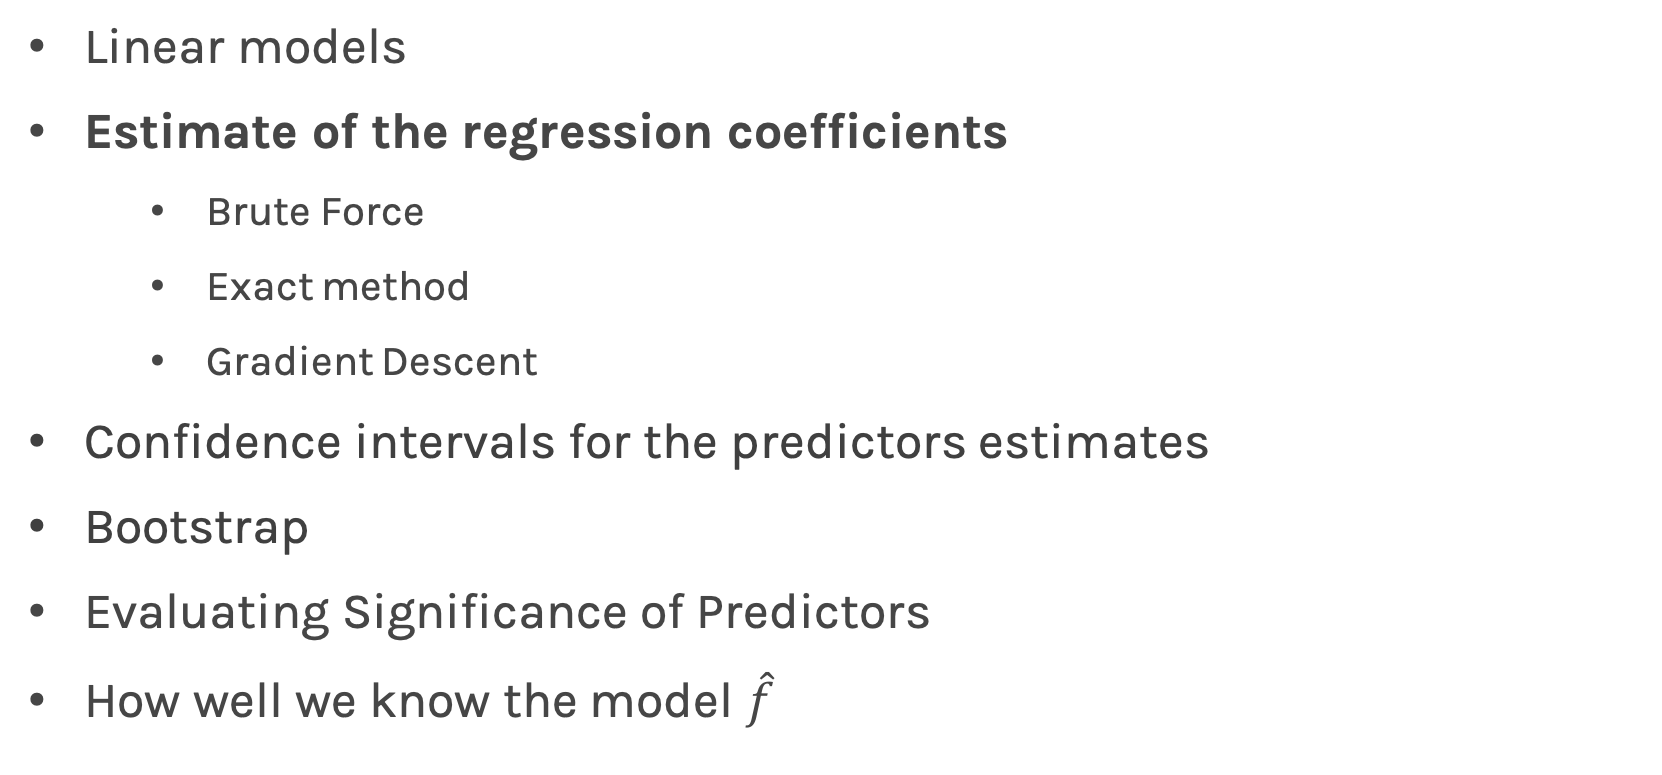 • Linear models
• Estimate of the regression coefficients
• Brute Force
• Exact method
• Gradient Descent
• Confidence intervals for the predictors estimates
• Bootstrap
• Evaluating Significance of Predictors
• How well we know the model f̂